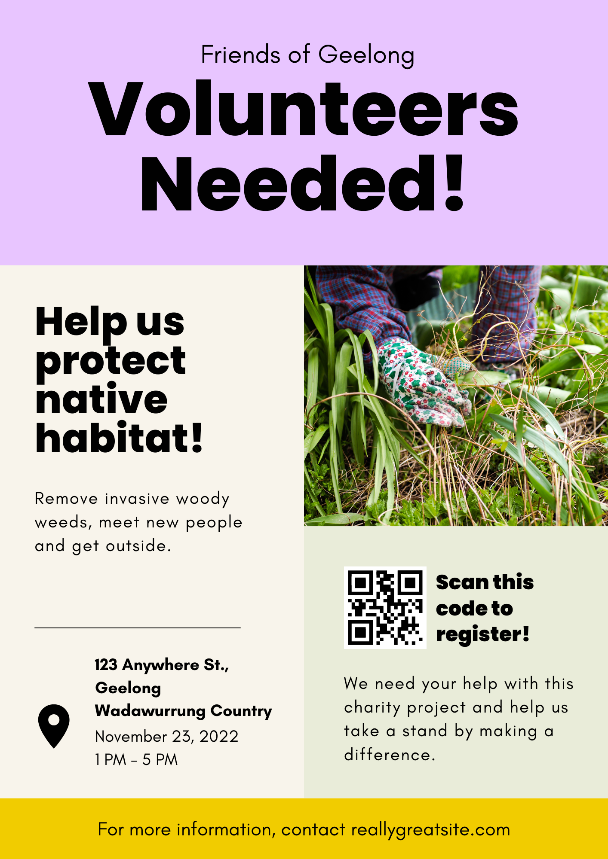 Friends of Geelong
Volunteers
Needed!
Help us
protect
native
habitat!
Remove invasive woody
weeds, meet new people
and get outside.
123 Anywhere St.,
Geelong
Wadawurrung Country
November 23, 2022
1 PM - 5 PM
Scan this
code to
register!
We need your help with this
charity project and help us
take a stand by making a
difference.
For more information, contact reallygreatsite.com